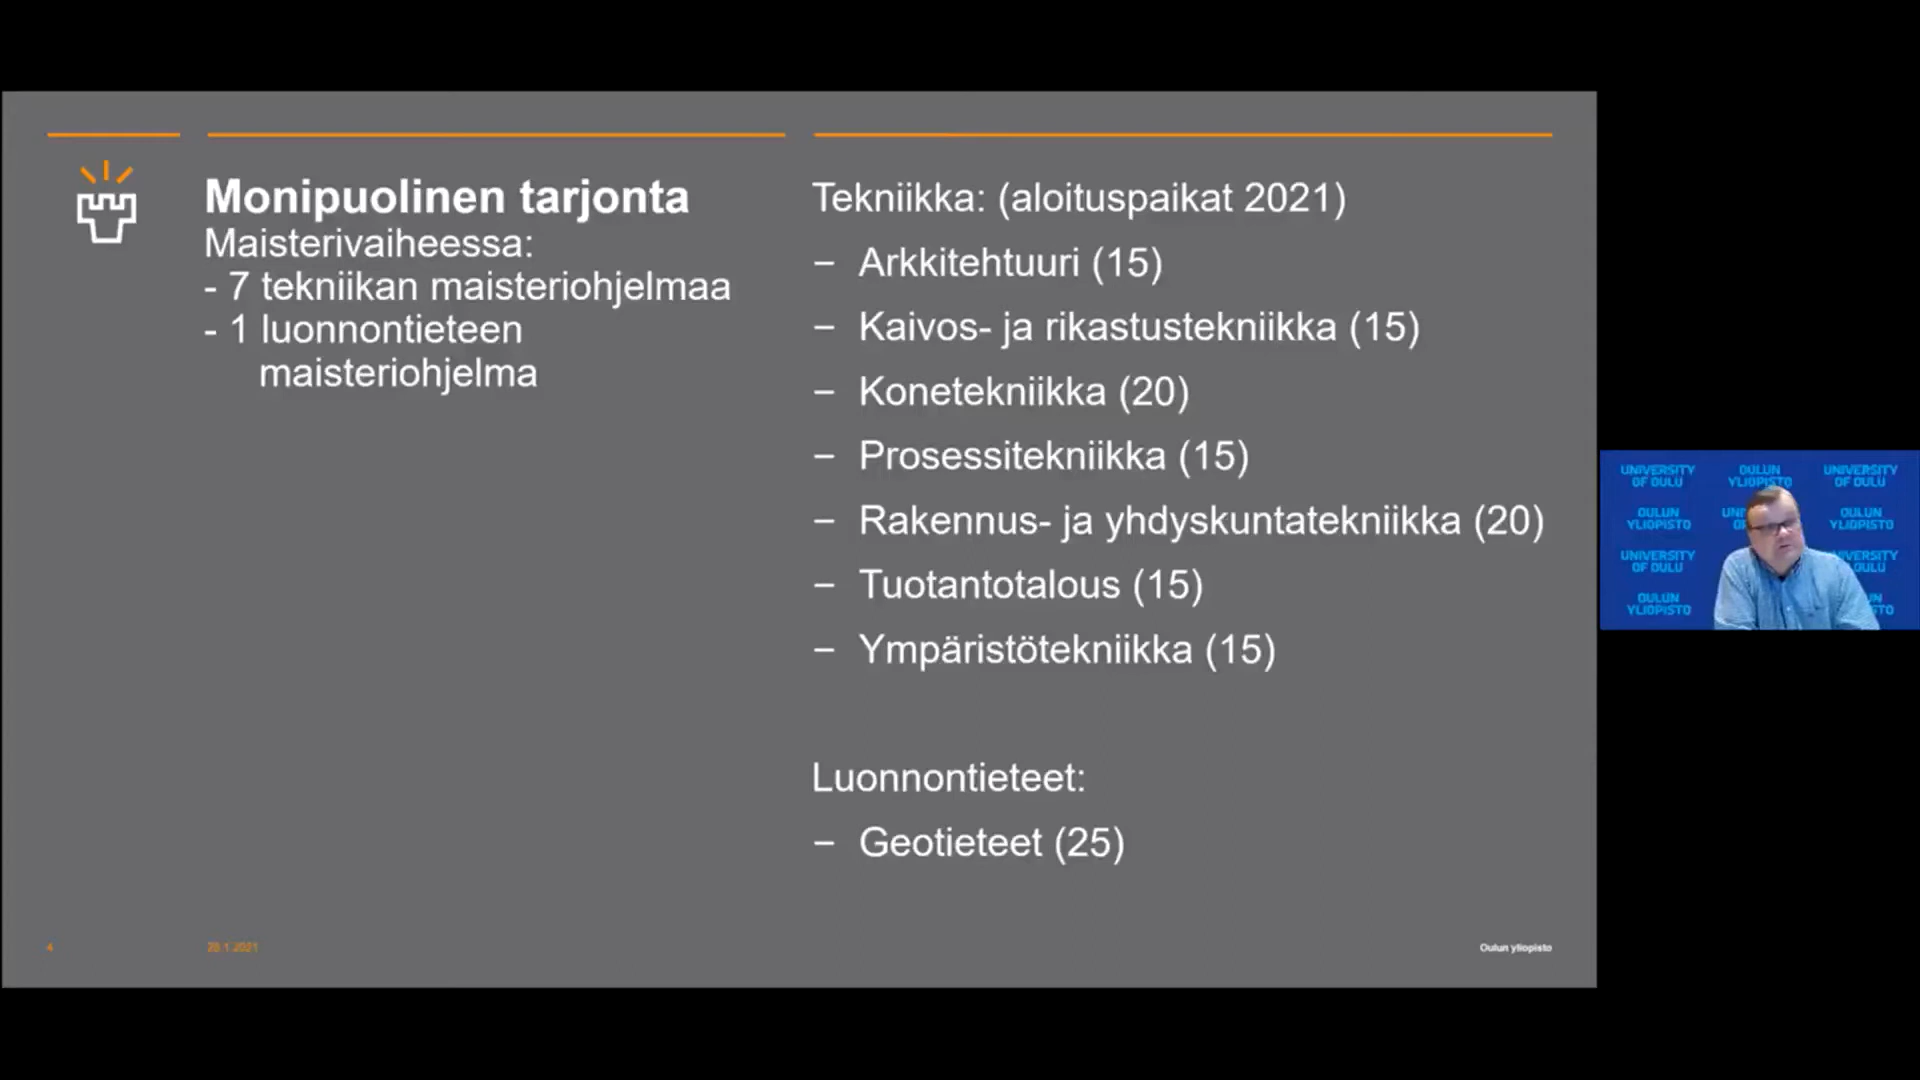 Monipuolinen tarjonta
Maisterivaiheessa:
- 7 tekniikan maisteriohjelmaa
- 1 luonnontieteen
maisteriohjelma
Tekniikka: (aloituspaikat 2021)
– Arkkitehtuuri (15)
– Kaivos- ja rikastustekniikka (15)
– Konetekniikka (20)
– Prosessitekniikka (15)
– Rakennus- ja yhdyskuntatekniikka (20)
– Tuotantotalous (15)
– Ympäristötekniikka (15)
Luonnontieteet:
– Geotieteet (25)
4
Oulun yliopisto
UNIVERSITY OF OULU
OULUN YLIOPISTO
UNIVERSITY OF OULU
OULUN YLIOPISTO
OULUN YLIOPISTO
UNIVERSITY OF OULU
OULUN YLIOPISTO